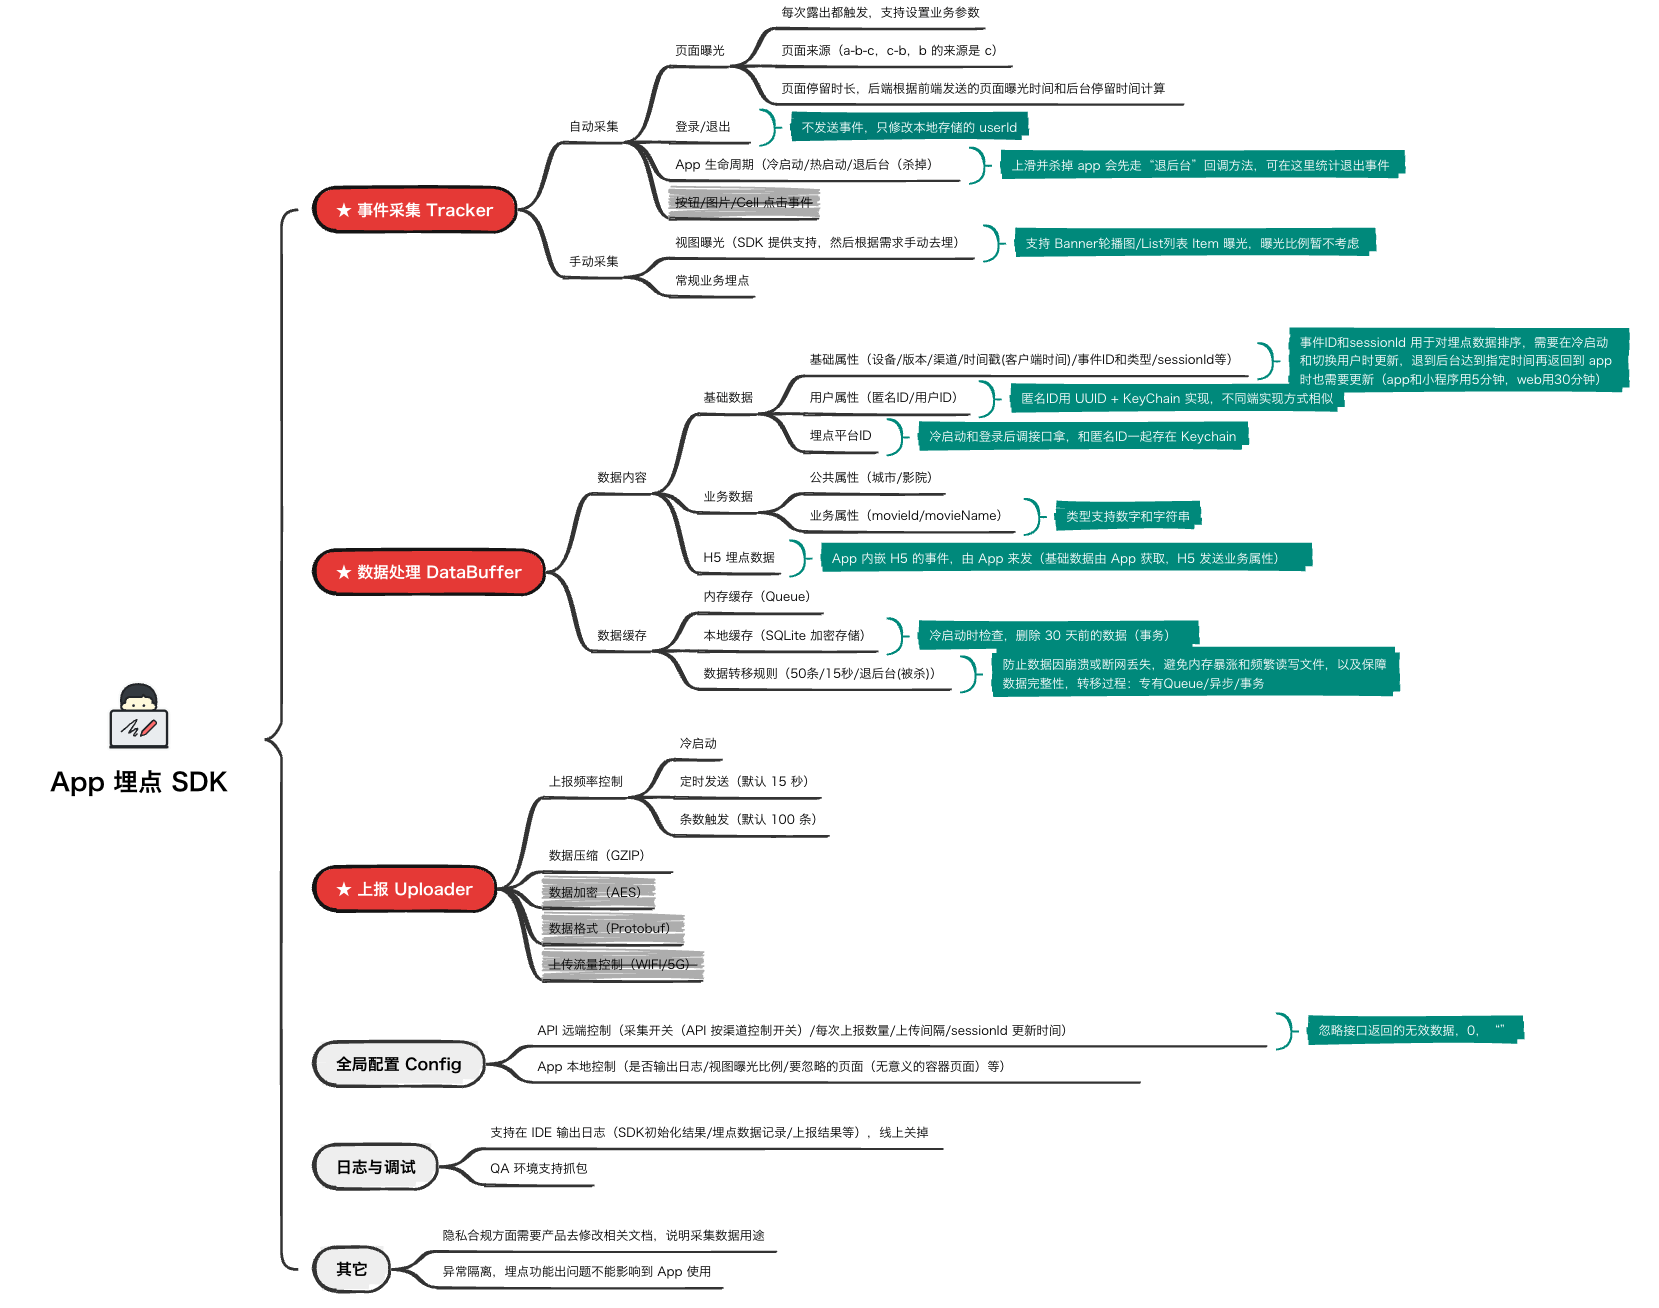 App 埋点 SDK
★ 事件采集 Tracker
自动采集
页面曝光
每次露出都触发，支持设置业务参数
页面来源（a-b-c，c-b，b 的来源是 c）
页面停留时长，后端根据前端发送的页面曝光时间和后台停留时间计算
登录/退出
不发送事件，只修改本地存储的 userId
App 生命周期（冷启动/热启动/退后台（杀掉）
上滑并杀掉 app 会先走“退后台”回调方法，可在这里统计退出事件
按钮/图片/Cell 点击事件
手动采集
视图曝光（SDK 提供支持，然后根据需求手动去埋）
支持 Banner轮播图/List列表 Item 曝光，曝光比例暂不考虑
常规业务埋点
★ 数据处理 DataBuffer
数据内容
基础数据
基础属性（设备/版本/渠道/时间戳(客户端时间)/事件ID和类型/sessionId等）
事件ID和sessionId 用于对埋点数据排序，需要在冷启动
和切换用户时更新，退到后台达到指定时间再返回到 app
时也需要更新（app和小程序用5分钟，web用30分钟）
用户属性（匿名ID/用户ID）
匿名ID用 UUID + KeyChain 实现，不同端实现方式相似
埋点平台ID
冷启动和登录后调接口拿，和匿名ID一起存在 Keychain
业务数据
公共属性（城市/影院）
业务属性（movieId/movieName）
类型支持数字和字符串
H5 埋点数据
App 内嵌 H5 的事件，由 App 来发（基础数据由 App 获取，H5 发送业务属性）
数据缓存
内存缓存（Queue）
本地缓存（SQLite 加密存储）
冷启动时检查，删除 30 天前的数据（事务）
数据转移规则（50条/15秒/退后台(被杀)）
防止数据因崩溃或断网丢失，避免内存暴涨和频繁读写文件，以及保障
数据完整性，转移过程：专有Queue/异步/事务
★ 上报 Uploader
上报频率控制
冷启动
定时发送（默认 15 秒）
条数触发（默认 100 条）
数据压缩（GZIP）
数据加密（AES）
数据格式（Protobuf）
上传流量控制（WIFI/5G）
全局配置 Config
API 远端控制（采集开关（API 按渠道控制开关）/每次上报数量/上传间隔/sessionId 更新时间）
忽略接口返回的无效数据，0，“”
App 本地控制（是否输出日志/视图曝光比例/要忽略的页面（无意义的容器页面）等）
日志与调试
支持在 IDE 输出日志（SDK初始化结果/埋点数据记录/上报结果等），线上关掉
QA 环境支持抓包
其它
隐私合规方面需要产品去修改相关文档，说明采集数据用途
异常隔离，埋点功能出问题不能影响到 App 使用